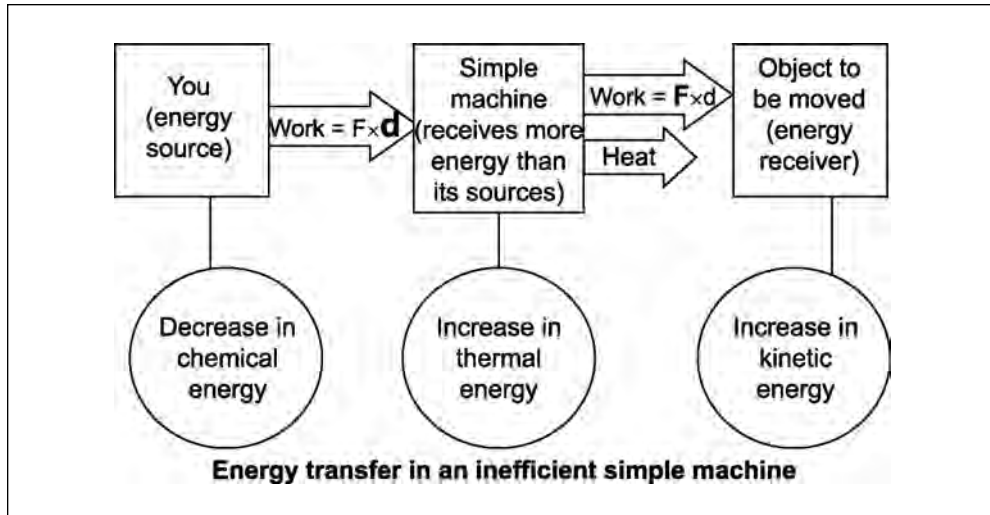 You
(energy
source)
Work = F×d
Simple
machine
(receives more
energy than
its sources)
Work = F×d
Heat
Object to
be moved
(energy
receiver)
Decrease in
chemical
energy
Increase in
thermal
energy
Increase in
kinetic
energy
Energy transfer in an inefficient simple machine